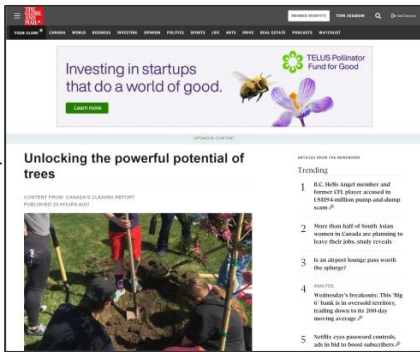 THE
GLOBE
AND
MAIL*
MEMBER BENEFITS
YOUR GLOBE
CANADA WORLD BUSINESS INVESTING OPINION POLITICS SPORTS LIFE ARTS DRIVE REAL ESTATE PODCASTS WATCHLIST
Investing in startups
that do a world of good.
Learn more
TELUS Pollinator
Fund for Good
SPONSOR CONTENT
Unlocking the powerful potential of
trees
CONTENT FROM: CANADA'S CLEAN50 REPORT
PUBLISHED 23 HOURS AGO
ARTICLES FROM THE NEWSROOM
Trending
1 B.C. Hells Angel member and
former CFL player accused in
US$194-million pump-and-dump
scam
2 More than half of South Asian
women in Canada are planning to
leave their jobs, study reveals
3 Is an airport lounge pass worth
the splurge?
4 ANALYSIS
Wednesday's breakouts: This 'Big
6' bank is in oversold territory,
trading down to its 200-day
moving average
5 Netflix eyes password controls,
ads in bid to boost subscribers